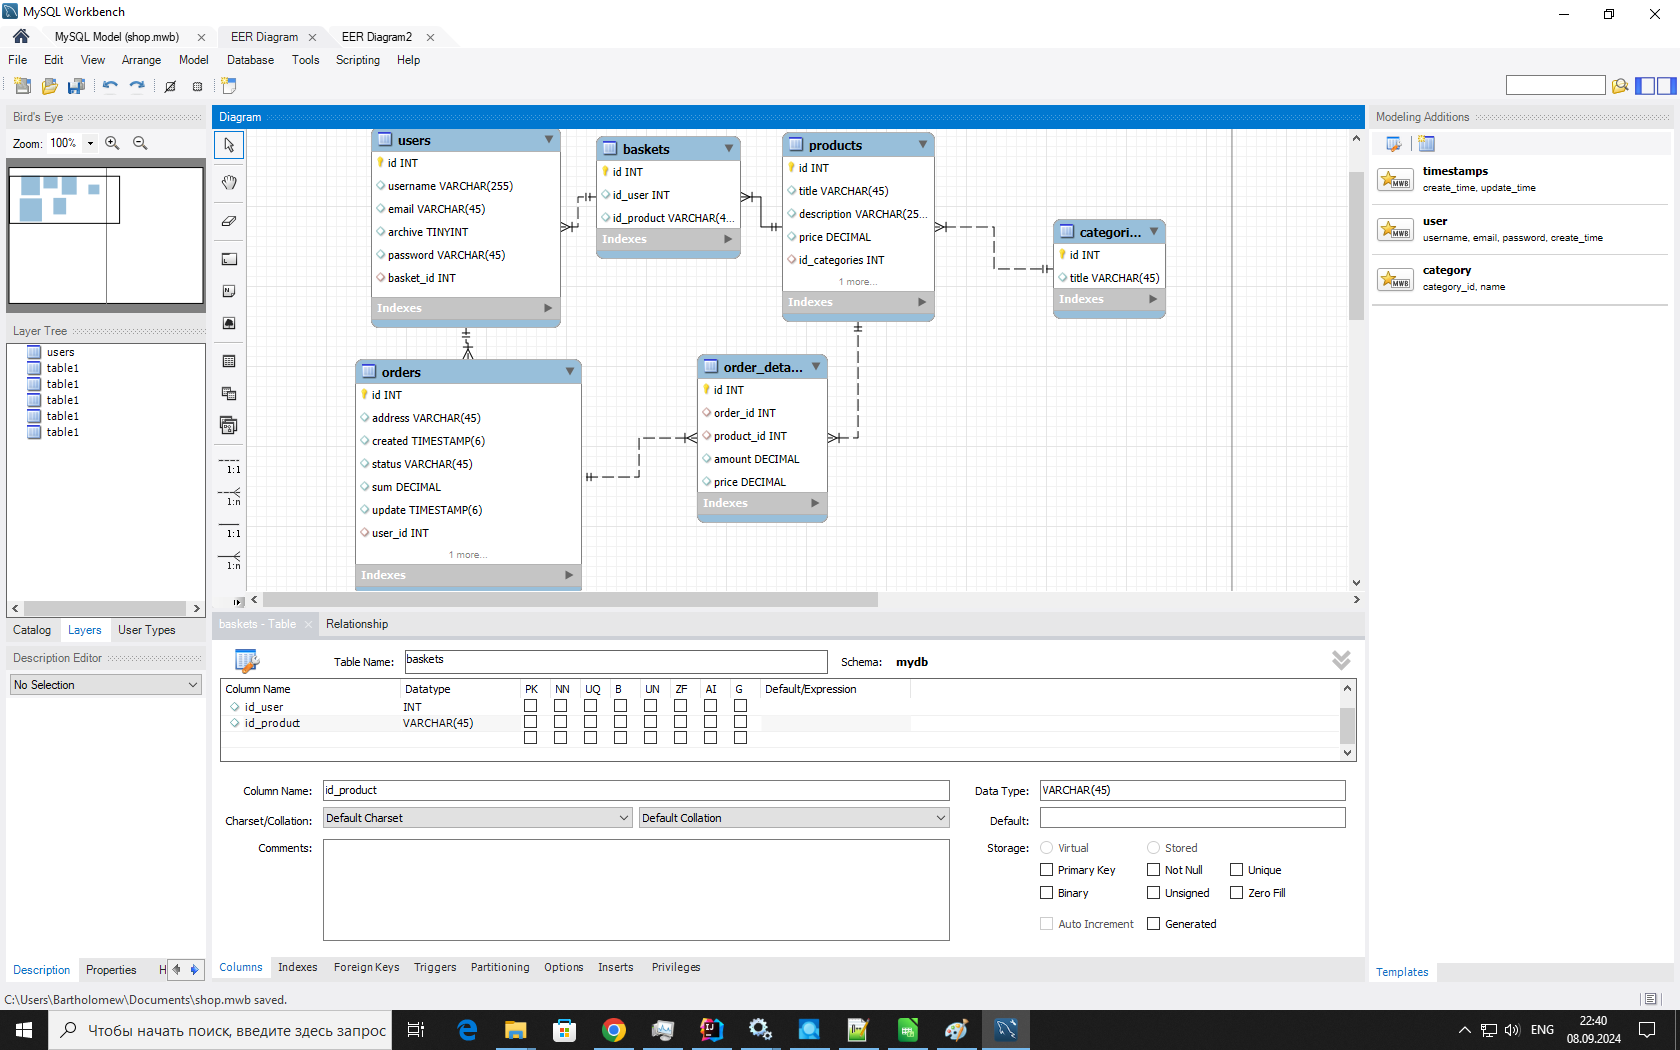 MySQL Workbench
MySQL Model (shop.mwb)
EER Diagram
EER Diagram2
File Edit View Arrange Model Database Tools Scripting Help
Bird's Eye
Zoom: 100%
Layer Tree
users
table1
table1
table1
table1
table1
Catalog Layers User Types
Description Editor
No Selection
Description Properties H
Diagram
1:1
1:n
1:1
1:n
users
id INT
username VARCHAR(255)
email VARCHAR(45)
archive TINYINT
password VARCHAR(45)
basket_id INT
Indexes
baskets
id INT
id_user INT
id_product VARCHAR(4...
Indexes
products
id INT
title VARCHAR(45)
description VARCHAR(25...
price DECIMAL
id_categories INT
1 more...
Indexes
categori...
id INT
title VARCHAR(45)
Indexes
orders
id INT
address VARCHAR(45)
created TIMESTAMP(6)
status VARCHAR(45)
sum DECIMAL
update TIMESTAMP(6)
user_id INT
1 more...
Indexes
order_deta...
id INT
order_id INT
product_id INT
amount DECIMAL
price DECIMAL
Indexes
Modeling Additions
timestamps
create_time, update_time
user
username, email, password, create_time
category
category_id, name
Templates
baskets - Table
Relationship
Table Name: baskets Schema: mydb
Column Name Datatype PK NN UQ B UN ZF AI G Default/Expression
id_user INT
id_product VARCHAR(45)
Column Name: id_product Data Type: VARCHAR(45)
Charset/Collation: Default Charset Default Collation Default:
Comments: Storage: Virtual Stored
Primary Key Not Null Unique
Binary Unsigned Zero Fill
Auto Increment Generated
Columns Indexes Foreign Keys Triggers Partitioning Options Inserts Privileges
C:\Users\Bartholomew\Documents\shop.mwb saved.
Чтобы начать поиск, введите здесь запрос
ENG
22:40
08.09.2024